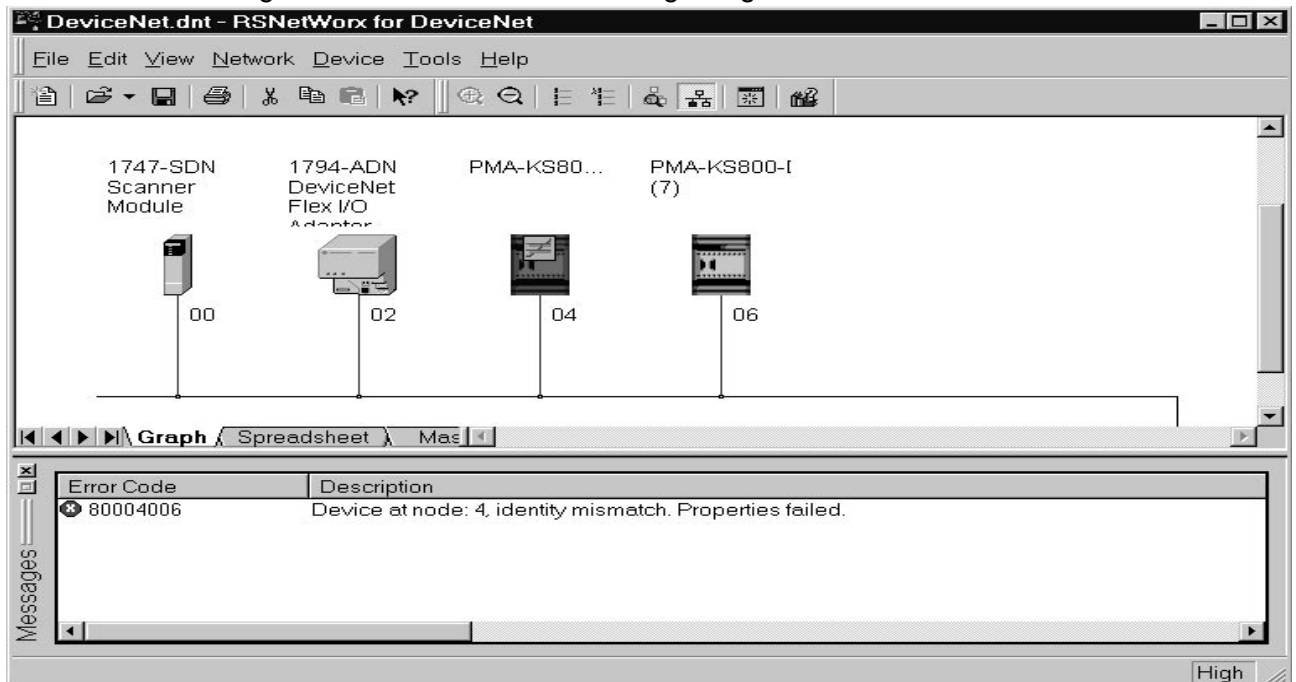 DeviceNet.dnt - RSNetWorx for DeviceNet
File Edit View Network Device Tools Help
1747-SDN
Scanner
Module
1794-ADN
DeviceNet
Flex I/O
Adapter
PMA-KS80...
PMA-KS800-D
(7)
00
02
04
06
Graph
Spreadsheet
Mas
Messages
Error Code
Description
80004006
Device at node: 4, identity mismatch. Properties failed.
High